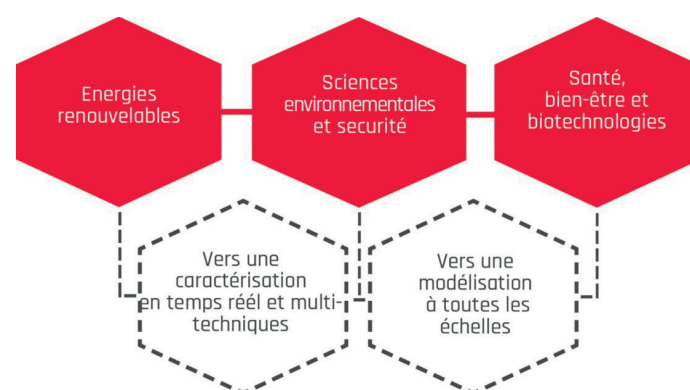 Energies
renouvelables
Sciences
environnementales
et securité
Santé,
bien-être et
biotechnologies
Vers une
caractérisation
en temps réél et multi-
techniques
Vers une
modélisation
à toutes les
échelles